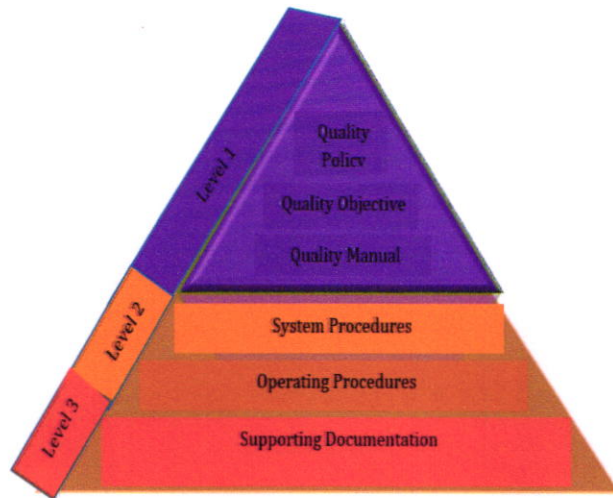 Level 1
Quality
Policy
Quality Objective
Quality Manual
Level 2
System Procedures
Operating Procedures
Level 3
Supporting Documentation